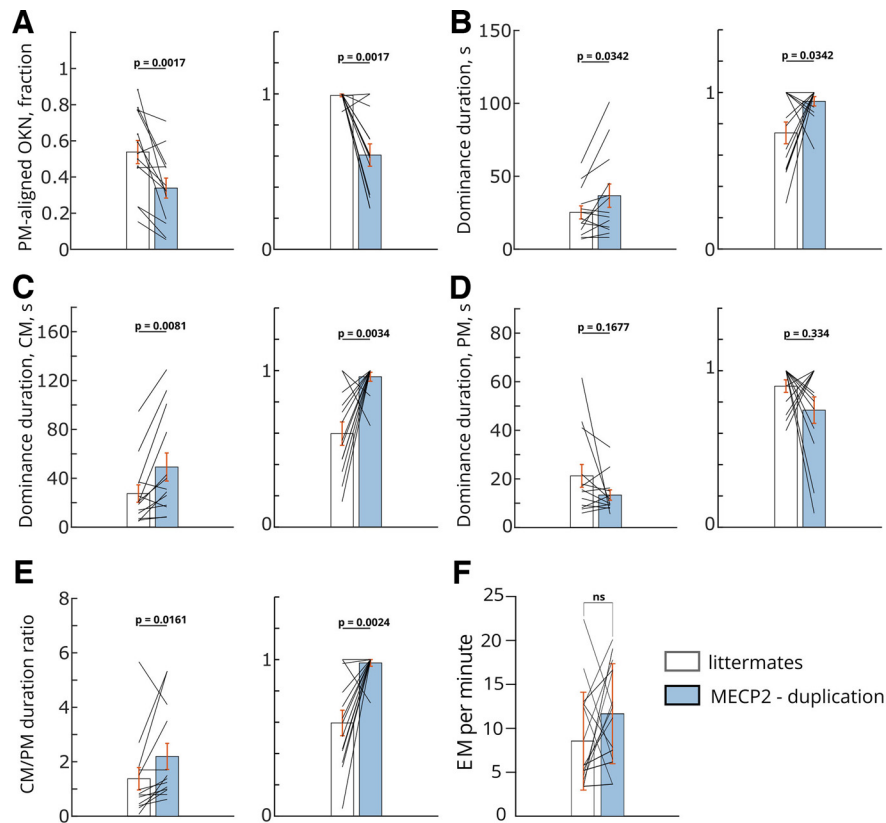 A
PM-aligned OKN, fraction
1
0.8
0.6
0.4
0.2
0
p = 0.0017
1
0
p = 0.0017
B
Dominance duration, s
150
100
50
0
p = 0.0342
1
0
p = 0.0342
C
Dominance duration, CM, s
160
120
80
40
0
p = 0.0081
1
0
p = 0.0034
D
Dominance duration, PM, s
80
60
40
20
0
p = 0.1677
1
0
p = 0.334
E
CM/PM duration ratio
8
6
4
2
0
p = 0.0161
1
0
p = 0.0024
F
EM per minute
25
20
15
10
5
0
ns
littermates
MECP2 - duplication